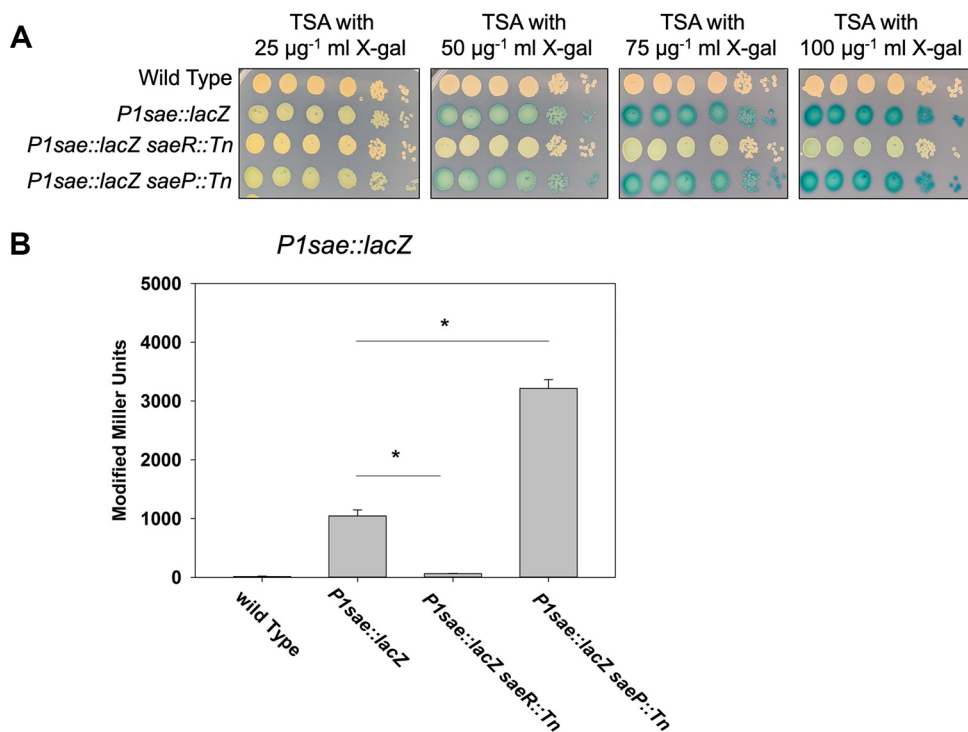 A
TSA with
25 µg⁻¹ ml X-gal
TSA with
50 µg⁻¹ ml X-gal
TSA with
75 µg⁻¹ ml X-gal
TSA with
100 µg⁻¹ ml X-gal
Wild Type
P1sae::lacZ
P1sae::lacZ saeR::Tn
P1sae::lacZ saeP::Tn
B
P1sae::lacZ
Modified Miller Units
5000
4000
3000
2000
1000
0
*
*
wild Type
P1sae::lacZ
P1sae::lacZ saeR::Tn
P1sae::lacZ saeP::Tn